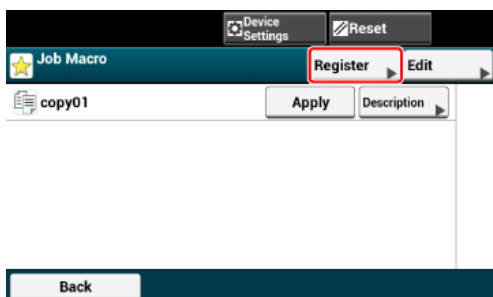 Device
Settings
Reset
Job Macro
Register
Edit
copy01
Apply
Description
Back